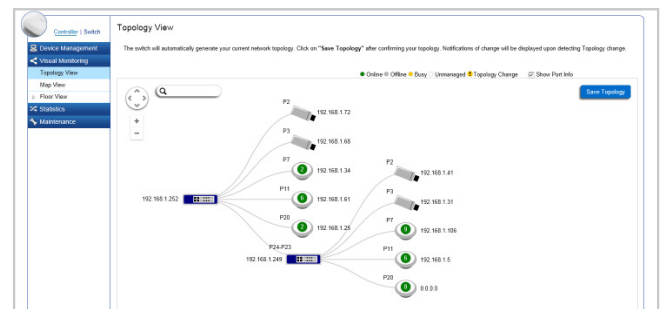 Controller | Switch
Topology View
Device Management
Visual Monitoring
Topology View
Map View
Floor View
Statistics
Maintenance
The switch will automatically generate your current network topology. Click on "Save Topology" after confirming your topology. Notifications of change will be displayed upon detecting Topology change.
Online Offline Busy Unmanaged Topology Change Show Port Info
Save Topology
P2
192.168.1.72
P3
192.168.1.68
P7
2 192.168.1.34
P11
192.168.1.252
6 192.168.1.61
P20
2 192.168.1.25
P24-P23
192.168.1.249
P2
192.168.1.41
P3
192.168.1.31
P7
9 192.168.1.106
P11
6 192.168.1.5
P20
0 0.0.0.0